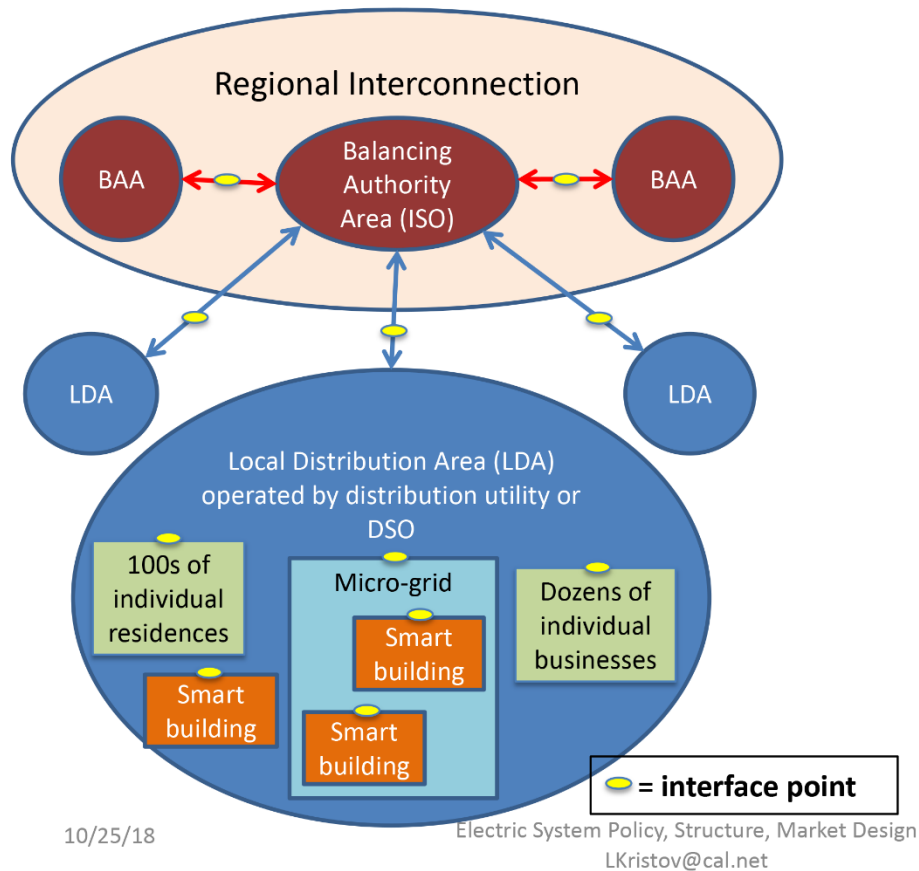 Regional Interconnection
BAA
Balancing
Authority
Area (ISO)
BAA
LDA
LDA
Local Distribution Area (LDA)
operated by distribution utility or
DSO
100s of
individual
residences
Micro-grid
Dozens of
individual
businesses
Smart
building
Smart
building
Smart
building
= interface point
10/25/18
Electric System Policy, Structure, Market Design
LKristov@cal.net